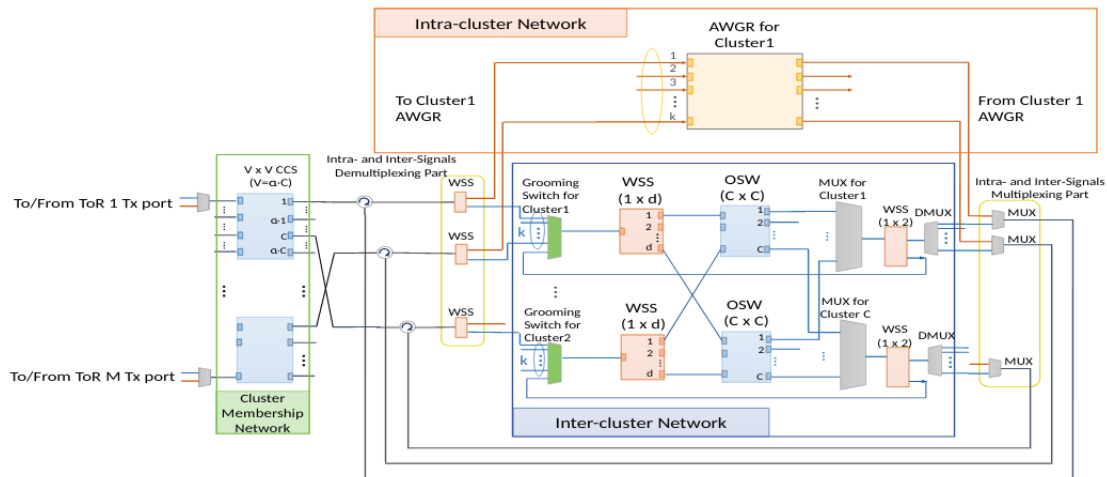 Intra-cluster Network
AWGR for
Cluster1
1
2
3
k
To Cluster1
AWGR
From Cluster 1
AWGR
V x V CCS
(V=α·C)
Intra- and Inter-Signals
Demultiplexing Part
To/From ToR 1 Tx port
1
α·1
C
α·C
WSS
WSS
WSS
Grooming
Switch for
Cluster1
k
WSS
(1 x d)
1
2
d
OSW
(C x C)
1
2
C
MUX for
Cluster1
WSS
(1 x 2)
DMUX
Intra- and Inter-Signals
Multiplexing Part
MUX
MUX
Grooming
Switch for
Cluster2
k
WSS
(1 x d)
1
2
d
OSW
(C x C)
1
2
C
MUX for
Cluster C
WSS
(1 x 2)
DMUX
MUX
To/From ToR M Tx port
Cluster
Membership
Network
Inter-cluster Network